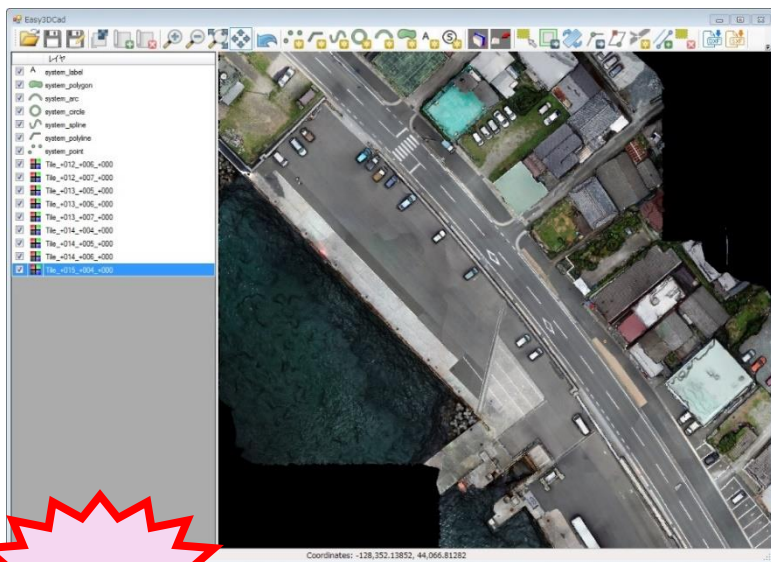 Easy3DCad
レイヤ
system_label
system_polygon
system_arc
system_circle
system_spline
system_polyline
system_point
Tile_+012_+006_+000
Tile_+012_+007_+000
Tile_+013_+005_+000
Tile_+013_+006_+000
Tile_+013_+007_+000
Tile_+014_+004_+000
Tile_+014_+005_+000
Tile_+014_+006_+000
Tile_+015_+004_+000
Coordinates: -128,352.13852, 44,066.81282